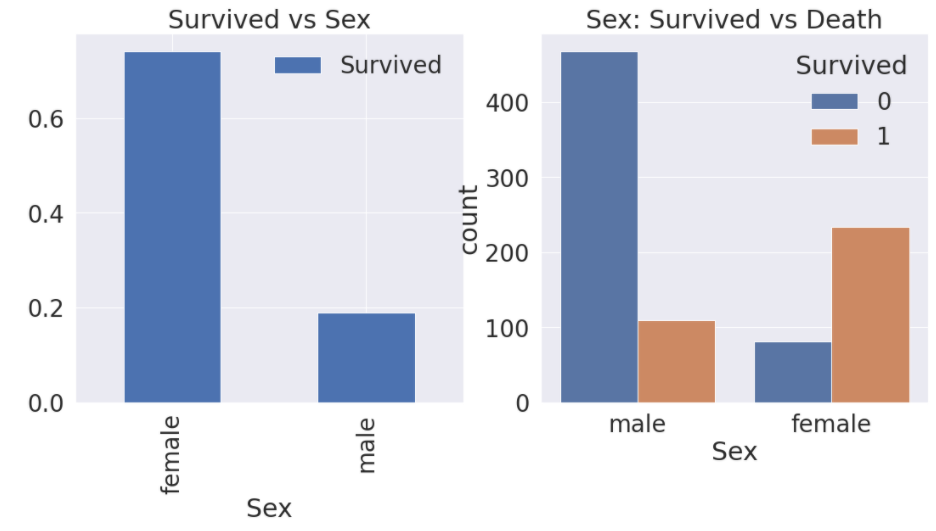 Survived vs Sex
Survived
0.6
0.4
0.2
0.0
female
male
Sex
Sex: Survived vs Death
Survived
0
1
400
300
200
100
0
count
male
female
Sex